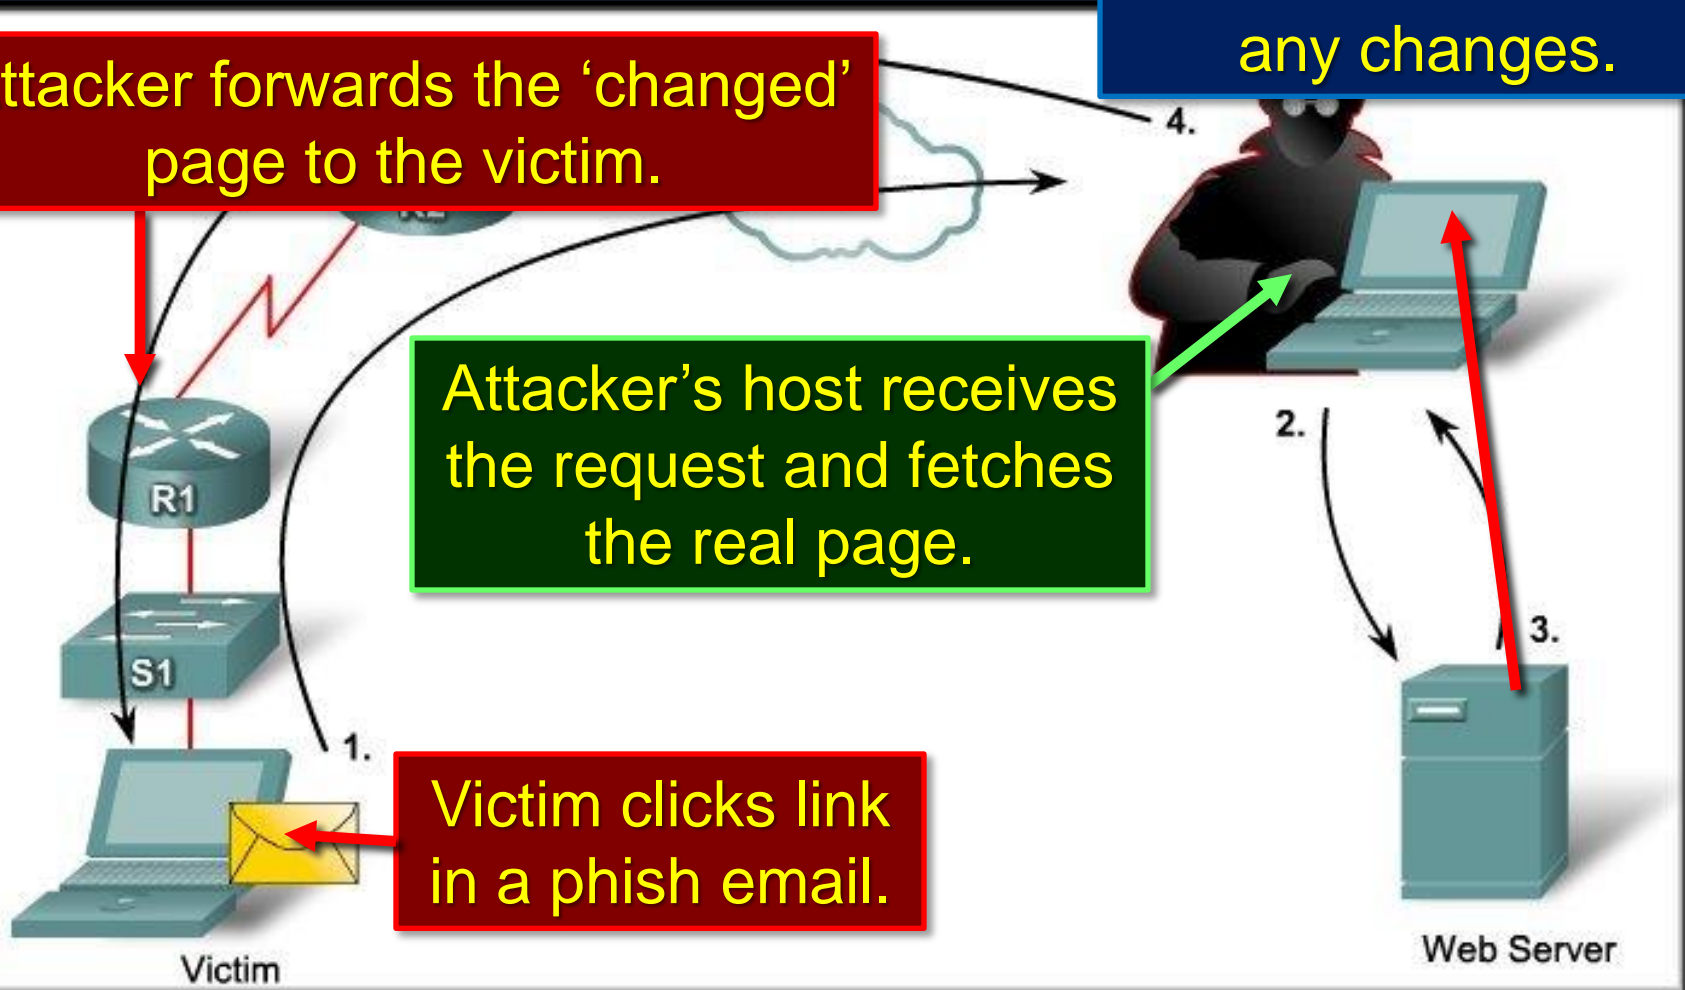 any changes.
ttacker forwards the ‘changed’
page to the victim.
4.
R2
Attacker’s host receives
the request and fetches
the real page.
2.
R1
3.
S1
1.
Victim clicks link
in a phish email.
Web Server
Victim